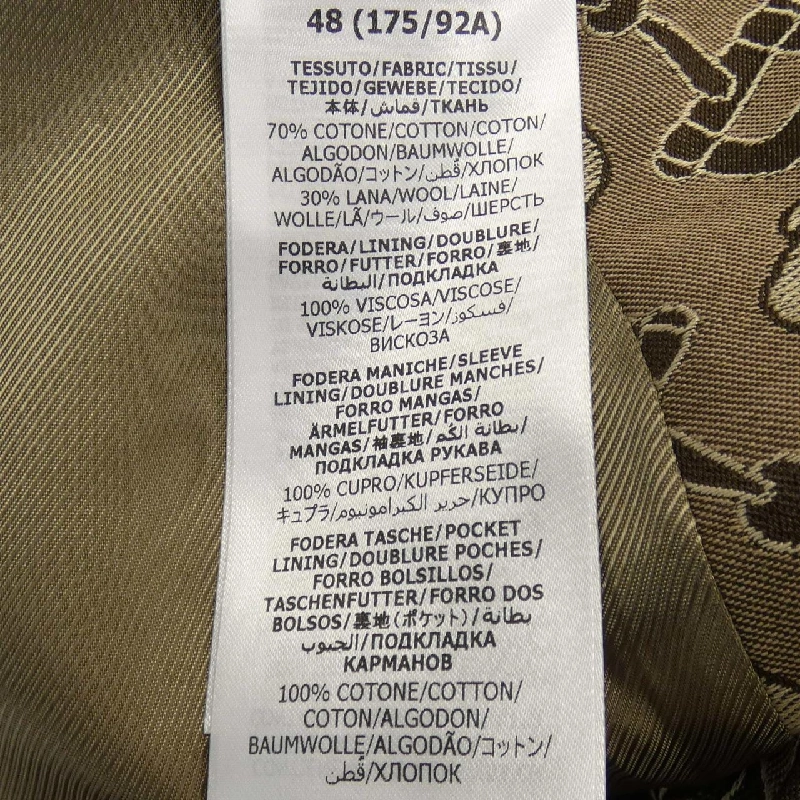 48 (175/92A)
TESSUTO/FABRIC/TISSU/
TEJIDO/GEWEBE/TECIDO/
本体/قماش/ТКАНЬ
70% COTONE/COTTON/COTON/
ALGODON/BAUMWOLLE/
ALGODÃO/コットン/قُطن/ХЛОПОК
30% LANA/WOOL/LAINE/
WOLLE/LÃ/ウール/صوف/ШЕРСТЬ
FODERA/LINING/DOUBLURE/
FORRO/FUTTER/FORRO/裏地/
البطانة/ПОДКЛАДКА
100% VISCOSA/VISCOSE/
VISKOSE/レーヨン/فسكوز/
ВИСКОЗА
FODERA MANICHE/SLEEVE
LINING/DOUBLURE MANCHES/
FORRO MANGAS/
ÄRMELFUTTER/FORRO
MANGAS/袖裏地/بطانة الكُم/
ПОДКЛАДКА РУКАВА
100% CUPRO/KUPFERSEIDE/
キュプラ/حرير الكبرامونيوم/КУПРО
FODERA TASCHE/POCKET
LINING/DOUBLURE POCHES/
FORRO BOLSILLOS/
TASCHENFUTTER/FORRO DOS
BOLSOS/裏地(ポケット)/بطانة
الجيوب/ПОДКЛАДКА
КАРМАНОВ
100% COTONE/COTTON/
COTON/ALGODON/
BAUMWOLLE/ALGODÃO/コットン/
قُطن/ХЛОПОК